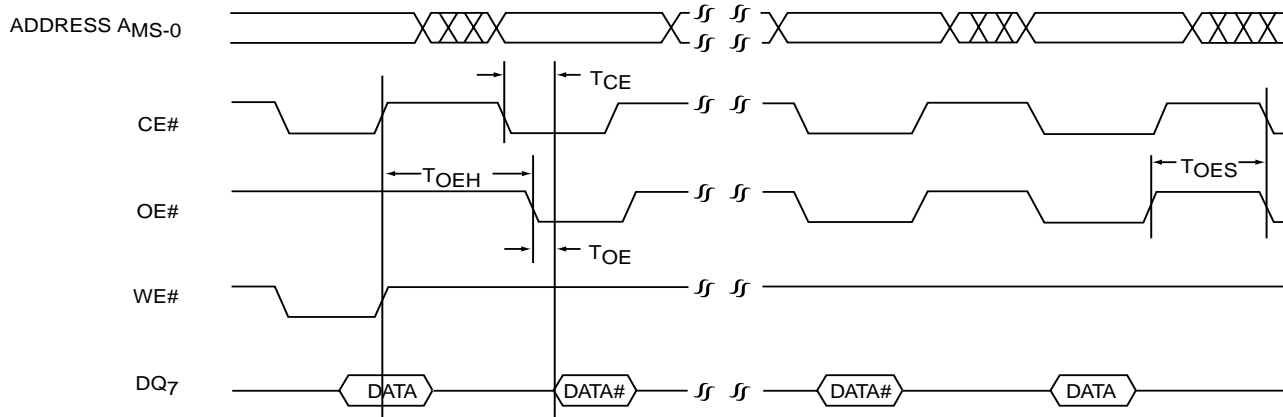 ADDRESS AMS-0
TCE
CE#
TOEH
TOES
OE#
TOE
WE#
DQ7
DATA
DATA#
DATA#
DATA